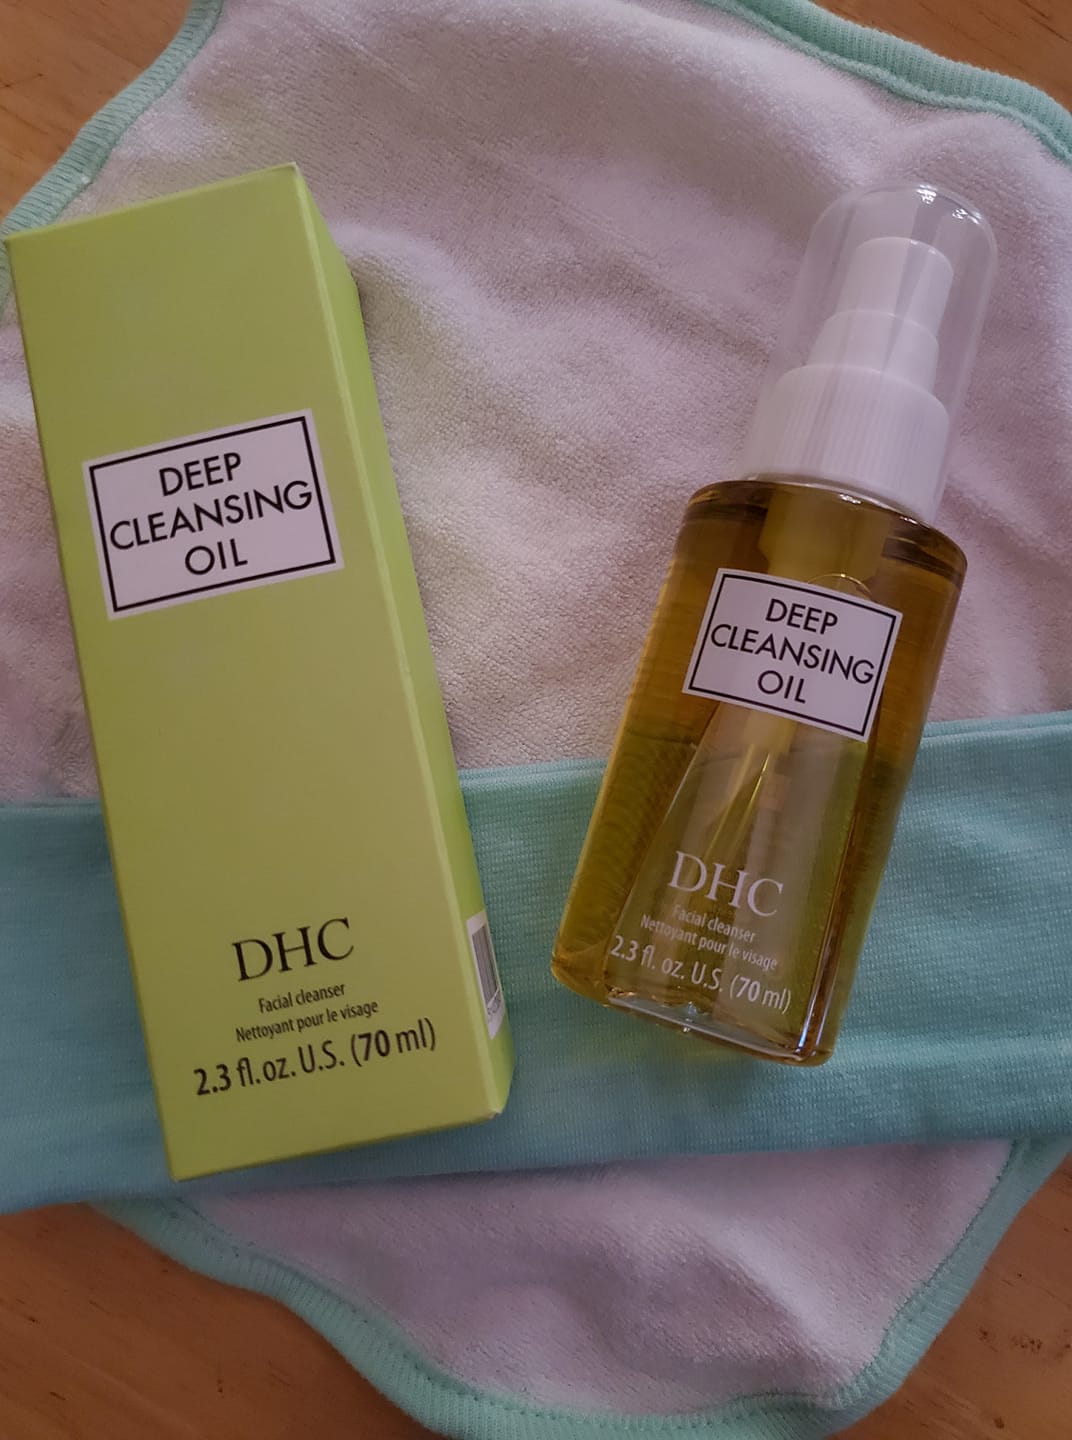 DEEP
CLEANSING
OIL
DHC
Facial cleanser
Nettoyant pour le visage
2.3 fl. oz. U.S. (70 ml)
DEEP
CLEANSING
OIL
DHC
Facial cleanser
Nettoyant pour le visage
2.3 fl. oz. U.S. (70 ml)